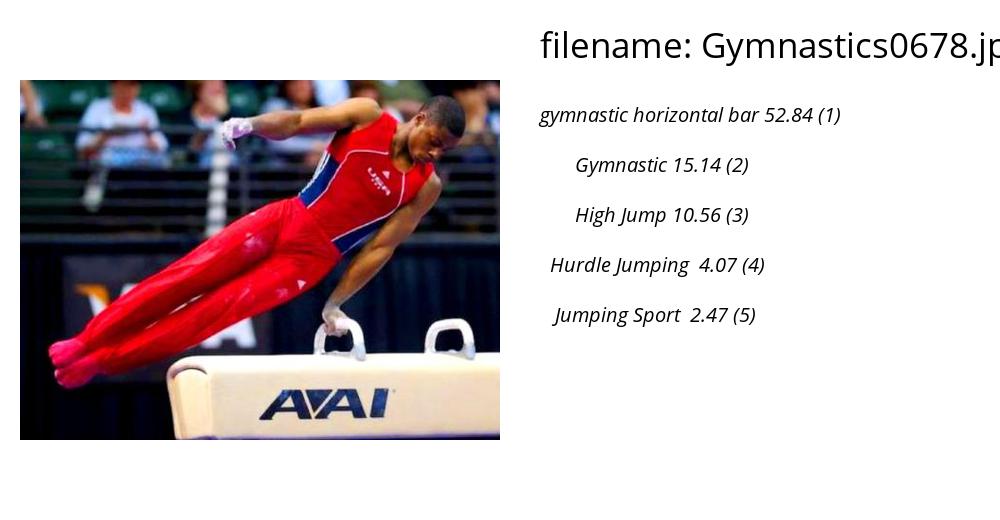 filename: Gymnastics0678.jp
gymnastic horizontal bar 52.84 (1)
Gymnastic 15.14 (2)
High Jump 10.56 (3)
Hurdle Jumping 4.07 (4)
Jumping Sport 2.47 (5)
USA
AAI